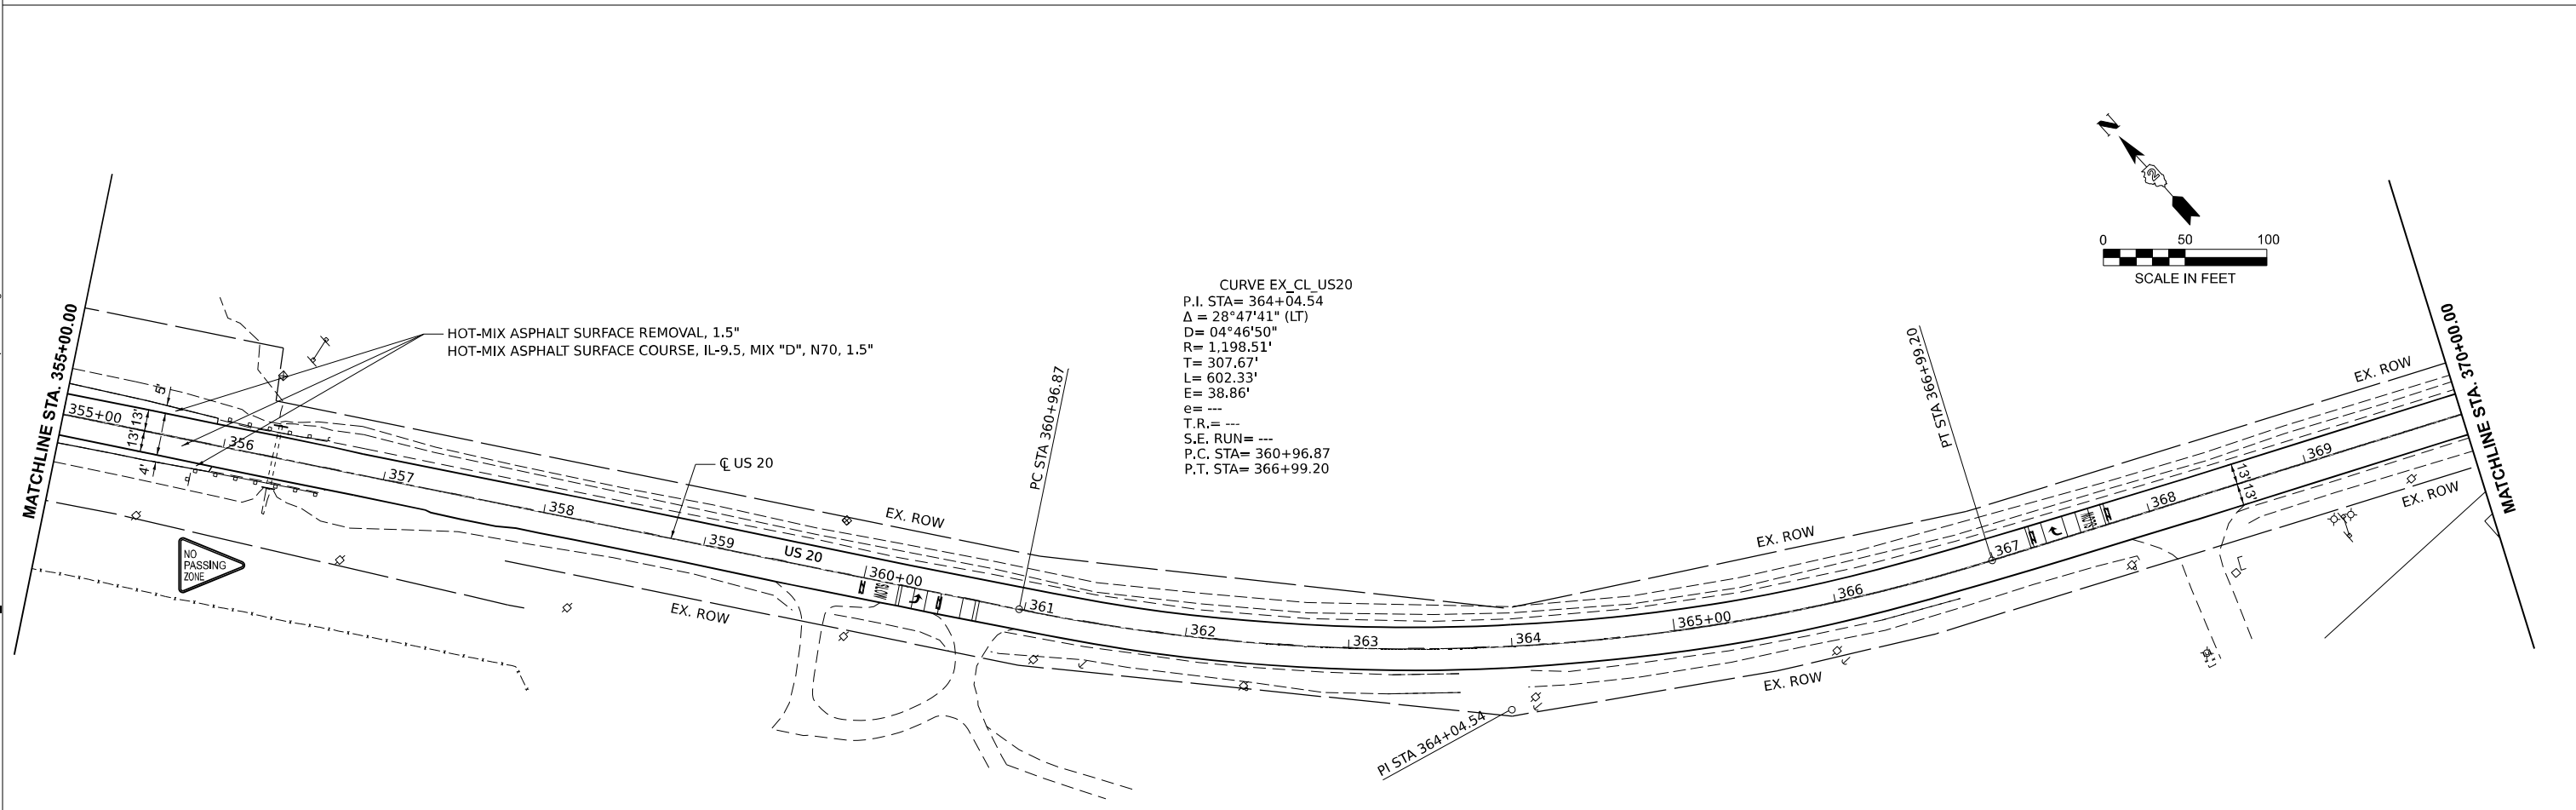 MATCHLINE STA. 355+00.00
HOT-MIX ASPHALT SURFACE REMOVAL, 1.5"
HOT-MIX ASPHALT SURFACE COURSE, IL-9.5, MIX "D", N70, 1.5"
5'
13'
13'
4'
355+00
356
357
358
359
US 20
360+00
361
362
363
364
365+00
366
367
368
369
NO
PASSING
ZONE
℄ US 20
EX. ROW
EX. ROW
SLOW
PC STA 360+96.87
CURVE EX_CL_US20
P.I. STA= 364+04.54
Δ = 28°47'41" (LT)
D= 04°46'50"
R= 1,198.51'
T= 307.67'
L= 602.33'
E= 38.86'
e= ---
T.R.= ---
S.E. RUN= ---
P.C. STA= 360+96.87
P.T. STA= 366+99.20
PI STA 364+04.54
EX. ROW
EX. ROW
PT STA 366+99.20
SLOW
13'
13'
EX. ROW
EX. ROW
N
2
0 50 100
SCALE IN FEET
MATCHLINE STA. 370+00.00